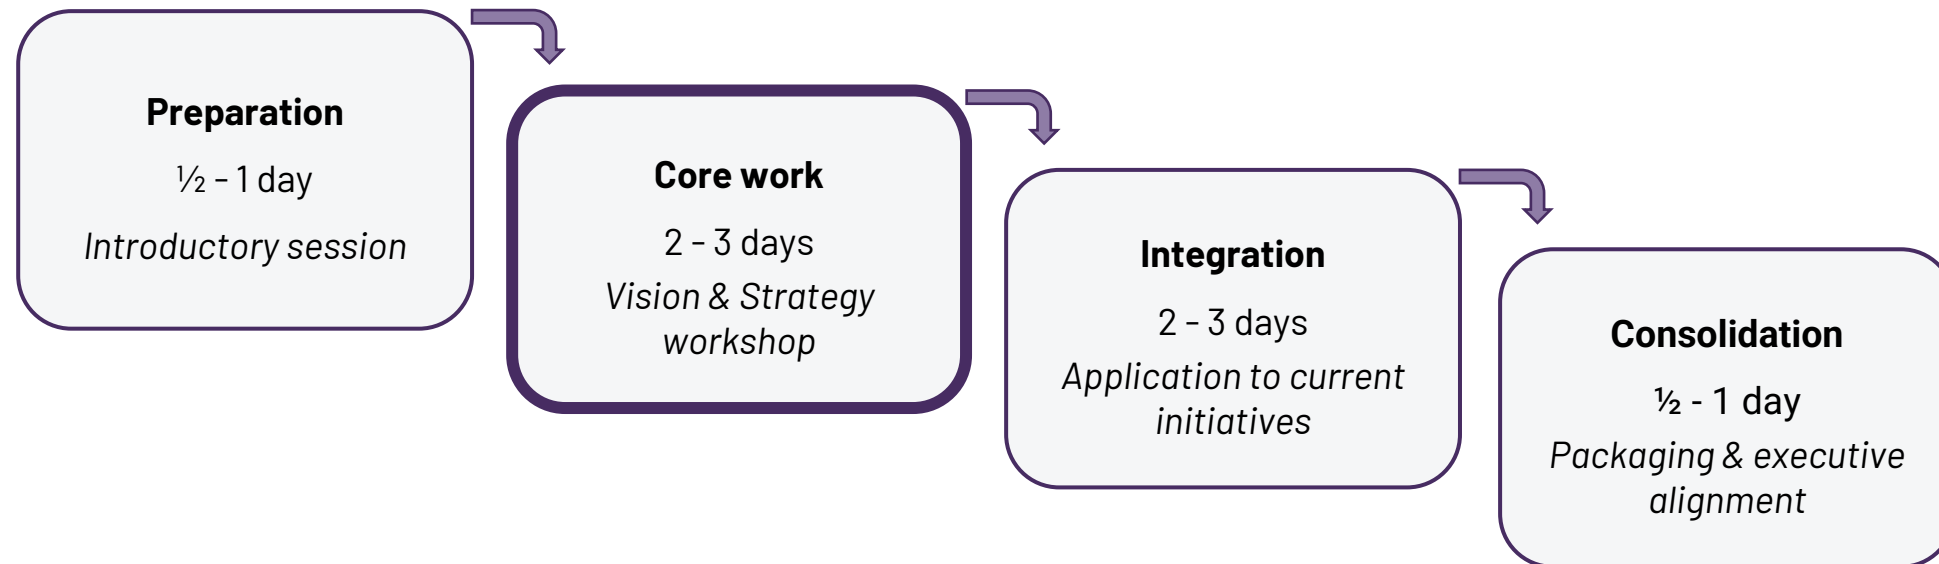 Preparation
½ - 1 day
Introductory session
Core work
2 - 3 days
Vision & Strategy
workshop
Integration
2 - 3 days
Application to current
initiatives
Consolidation
½ - 1 day
Packaging & executive
alignment